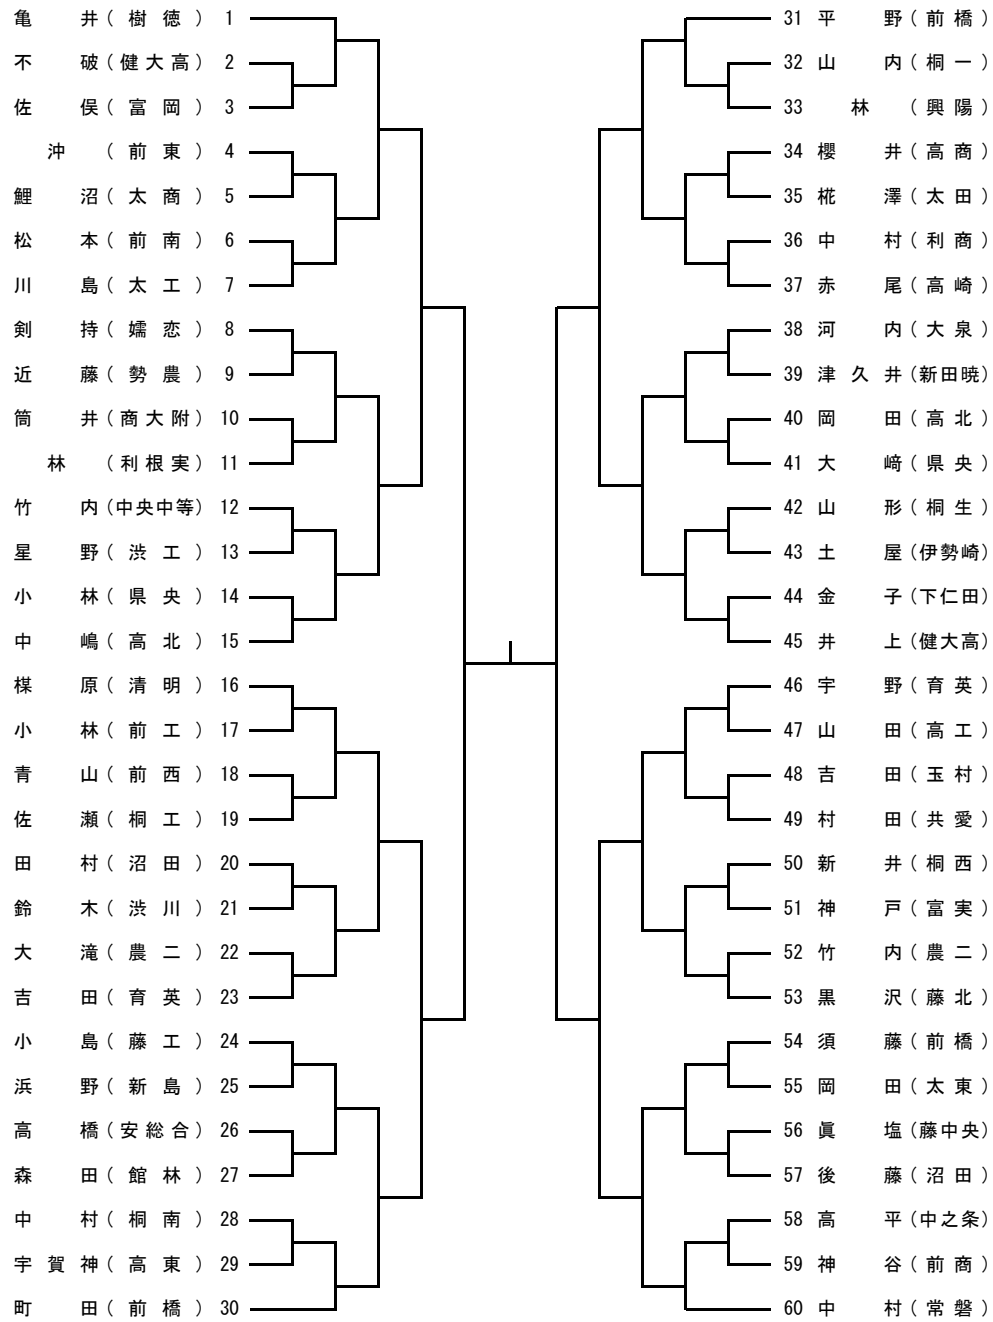 亀井(樹徳) 1
不破(健大高) 2
佐俣(富岡) 3
沖(前東) 4
鯉沼(太商) 5
松本(前南) 6
川島(太工) 7
剣持(嬬恋) 8
近藤(勢農) 9
筒井(商大附) 10
林(利根実) 11
竹内(中央中等) 12
星野(渋工) 13
小林(県央) 14
中嶋(高北) 15
楳原(清明) 16
小林(前工) 17
青山(前西) 18
佐瀬(桐工) 19
田村(沼田) 20
鈴木(渋川) 21
大滝(農二) 22
吉田(育英) 23
小島(藤工) 24
浜野(新島) 25
高橋(安総合) 26
森田(館林) 27
中村(桐南) 28
宇賀神(高東) 29
町田(前橋) 30
31 平野(前橋)
32 山内(桐一)
33 林(興陽)
34 櫻井(高商)
35 椛澤(太田)
36 中村(利商)
37 赤尾(高崎)
38 河内(大泉)
39 津久井(新田暁)
40 岡田(高北)
41 大﨑(県央)
42 山形(桐生)
43 土屋(伊勢崎)
44 金子(下仁田)
45 井上(健大高)
46 宇野(育英)
47 山田(高工)
48 吉田(玉村)
49 村田(共愛)
50 新井(桐西)
51 神戸(富実)
52 竹内(農二)
53 黒沢(藤北)
54 須藤(前橋)
55 岡田(太東)
56 眞塩(藤中央)
57 後藤(沼田)
58 高平(中之条)
59 神谷(前商)
60 中村(常磐)